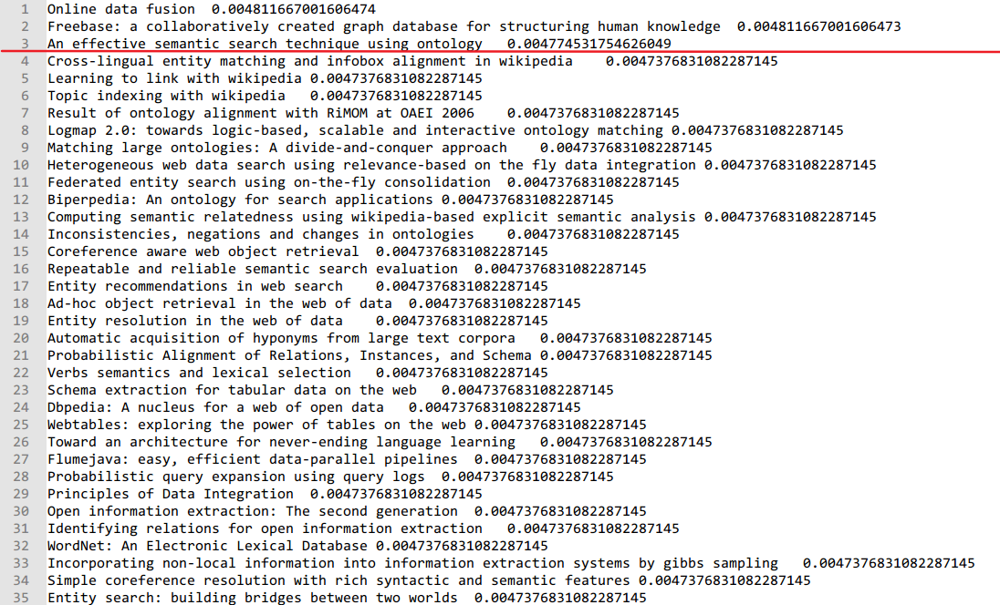 1 Online data fusion 0.004811667001606474
2 Freebase: a collaboratively created graph database for structuring human knowledge 0.004811667001606473
3 An effective semantic search technique using ontology 0.004774531754626049
4 Cross-lingual entity matching and infobox alignment in wikipedia 0.0047376831082287145
5 Learning to link with wikipedia 0.0047376831082287145
6 Topic indexing with wikipedia 0.0047376831082287145
7 Result of ontology alignment with RiMOM at OAEI 2006 0.0047376831082287145
8 Logmap 2.0: towards logic-based, scalable and interactive ontology matching 0.0047376831082287145
9 Matching large ontologies: A divide-and-conquer approach 0.0047376831082287145
10 Heterogeneous web data search using relevance-based on the fly data integration 0.0047376831082287145
11 Federated entity search using on-the-fly consolidation 0.0047376831082287145
12 Biperpedia: An ontology for search applications 0.0047376831082287145
13 Computing semantic relatedness using wikipedia-based explicit semantic analysis 0.0047376831082287145
14 Inconsistencies, negations and changes in ontologies 0.0047376831082287145
15 Coreference aware web object retrieval 0.0047376831082287145
16 Repeatable and reliable semantic search evaluation 0.0047376831082287145
17 Entity recommendations in web search 0.0047376831082287145
18 Ad-hoc object retrieval in the web of data 0.0047376831082287145
19 Entity resolution in the web of data 0.0047376831082287145
20 Automatic acquisition of hyponyms from large text corpora 0.0047376831082287145
21 Probabilistic Alignment of Relations, Instances, and Schema 0.0047376831082287145
22 Verbs semantics and lexical selection 0.0047376831082287145
23 Schema extraction for tabular data on the web 0.0047376831082287145
24 Dbpedia: A nucleus for a web of open data 0.0047376831082287145
25 Webtables: exploring the power of tables on the web 0.0047376831082287145
26 Toward an architecture for never-ending language learning 0.0047376831082287145
27 Flumejava: easy, efficient data-parallel pipelines 0.0047376831082287145
28 Probabilistic query expansion using query logs 0.0047376831082287145
29 Principles of Data Integration 0.0047376831082287145
30 Open information extraction: The second generation 0.0047376831082287145
31 Identifying relations for open information extraction 0.0047376831082287145
32 WordNet: An Electronic Lexical Database 0.0047376831082287145
33 Incorporating non-local information into information extraction systems by gibbs sampling 0.0047376831082287145
34 Simple coreference resolution with rich syntactic and semantic features 0.0047376831082287145
35 Entity search: building bridges between two worlds 0.0047376831082287145